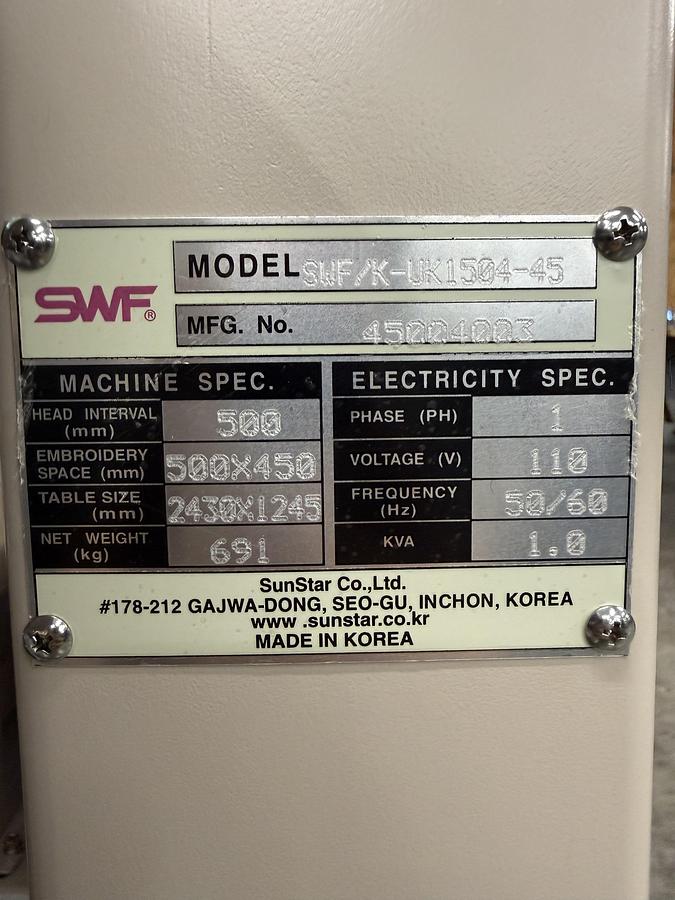 SWF®
MODEL SWF/K-UK1504-45
MFG. No. 45004003
MACHINE SPEC.
HEAD INTERVAL (mm) 500
EMBROIDERY SPACE (mm) 500X450
TABLE SIZE (mm) 2430X1245
NET WEIGHT (kg) 691
ELECTRICITY SPEC.
PHASE (PH) 1
VOLTAGE (V) 110
FREQUENCY (Hz) 50/60
KVA 1.0
SunStar Co.,Ltd.
#178-212 GAJWA-DONG, SEO-GU, INCHON, KOREA
www .sunstar.co.kr
MADE IN KOREA